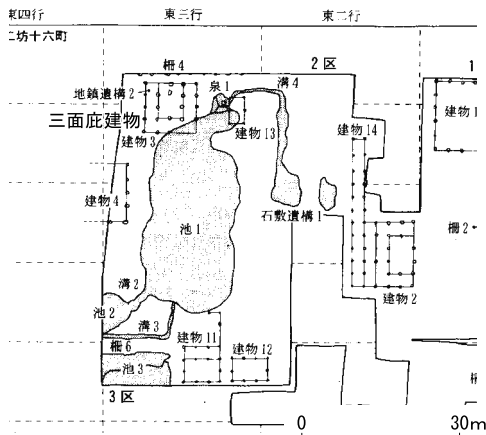 東四行 東三行 東二行
二坊十六町
柵4 2区 1
地鎮遺構2 泉1 溝4
三面庇建物
建物3 建物13 建物14 建物1
建物4
石敷遺構1
池1 柵2
溝2
池2 建物2
溝3
柵6 建物11 建物12
池3
3区
0 30m